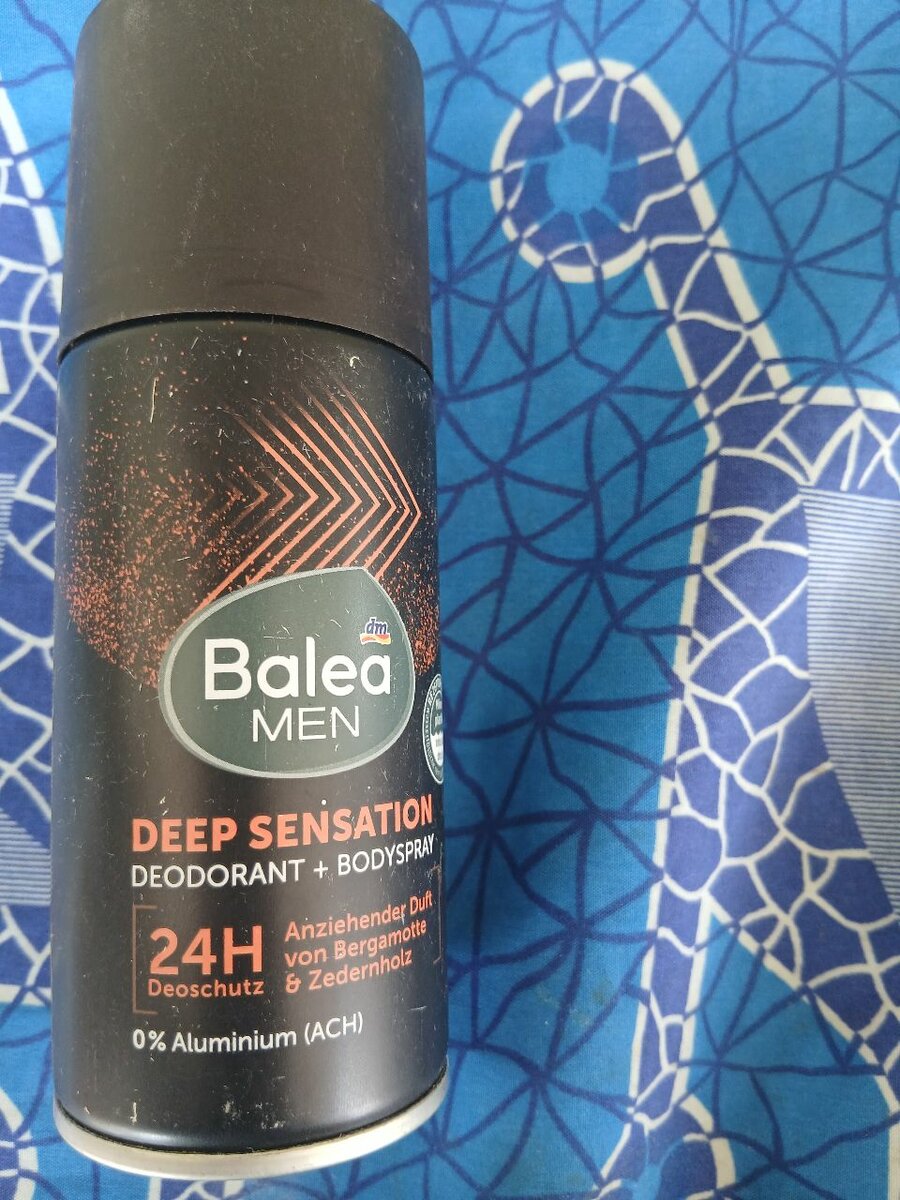 dm
Balea
MEN
DEEP SENSATION
DEODORANT + BODYSPRAY
24H
Deoschutz
Anziehender Duft
von Bergamotte
& Zedernholz
0% Aluminium (ACH)